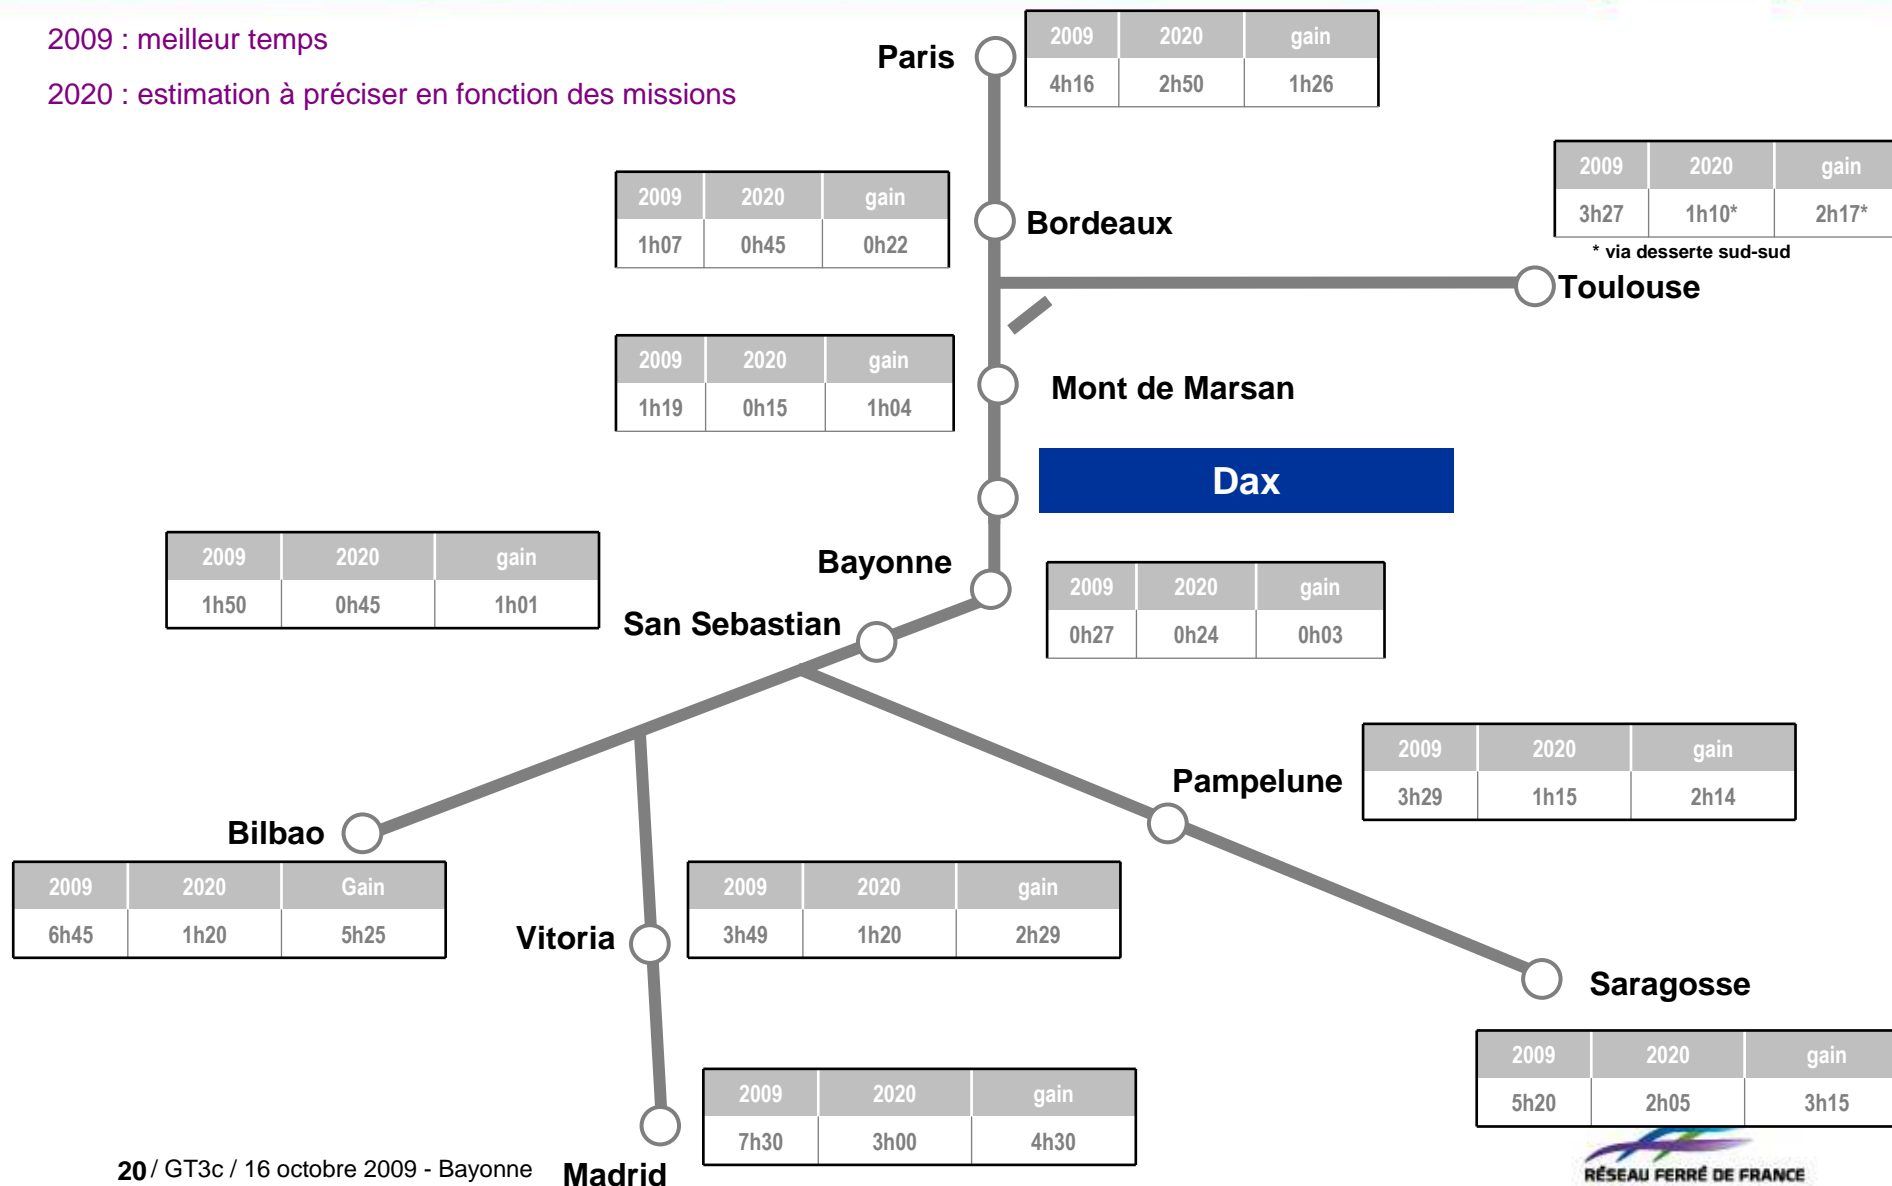 2009 : meilleur temps
2020 : estimation à préciser en fonction des missions
Paris
2009 2020 gain
4h16 2h50 1h26
2009 2020 gain
3h27 1h10* 2h17*
* via desserte sud-sud
Toulouse
2009 2020 gain
1h07 0h45 0h22
Bordeaux
2009 2020 gain
1h19 0h15 1h04
Mont de Marsan
Dax
2009 2020 gain
1h50 0h45 1h01
Bayonne
2009 2020 gain
0h27 0h24 0h03
San Sebastian
Pampelune
2009 2020 gain
3h29 1h15 2h14
Bilbao
2009 2020 Gain
6h45 1h20 5h25
Vitoria
2009 2020 gain
3h49 1h20 2h29
Saragosse
2009 2020 gain
5h20 2h05 3h15
2009 2020 gain
7h30 3h00 4h30
Madrid
20 / GT3c / 16 octobre 2009 - Bayonne
RÉSEAU FERRÉ DE FRANCE